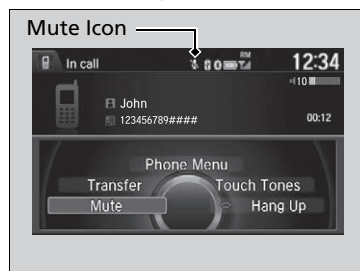 Mute Icon
In call
RM
12:34
10
John
123456789####
00:12
Phone Menu
Transfer
Touch Tones
Mute
Hang Up